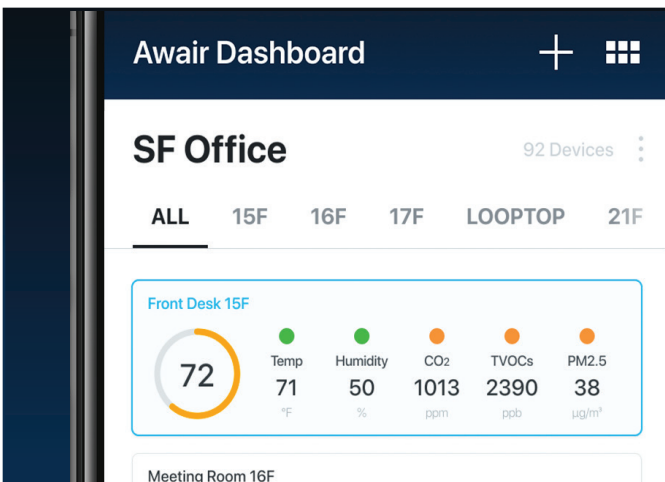 Awair Dashboard
SF Office
92 Devices
ALL 15F 16F 17F LOOPTOP 21F
Front Desk 15F
72
Temp Humidity CO₂ TVOCs PM2.5
71 50 1013 2390 38
°F % ppm ppb µg/m³
Meeting Room 16F